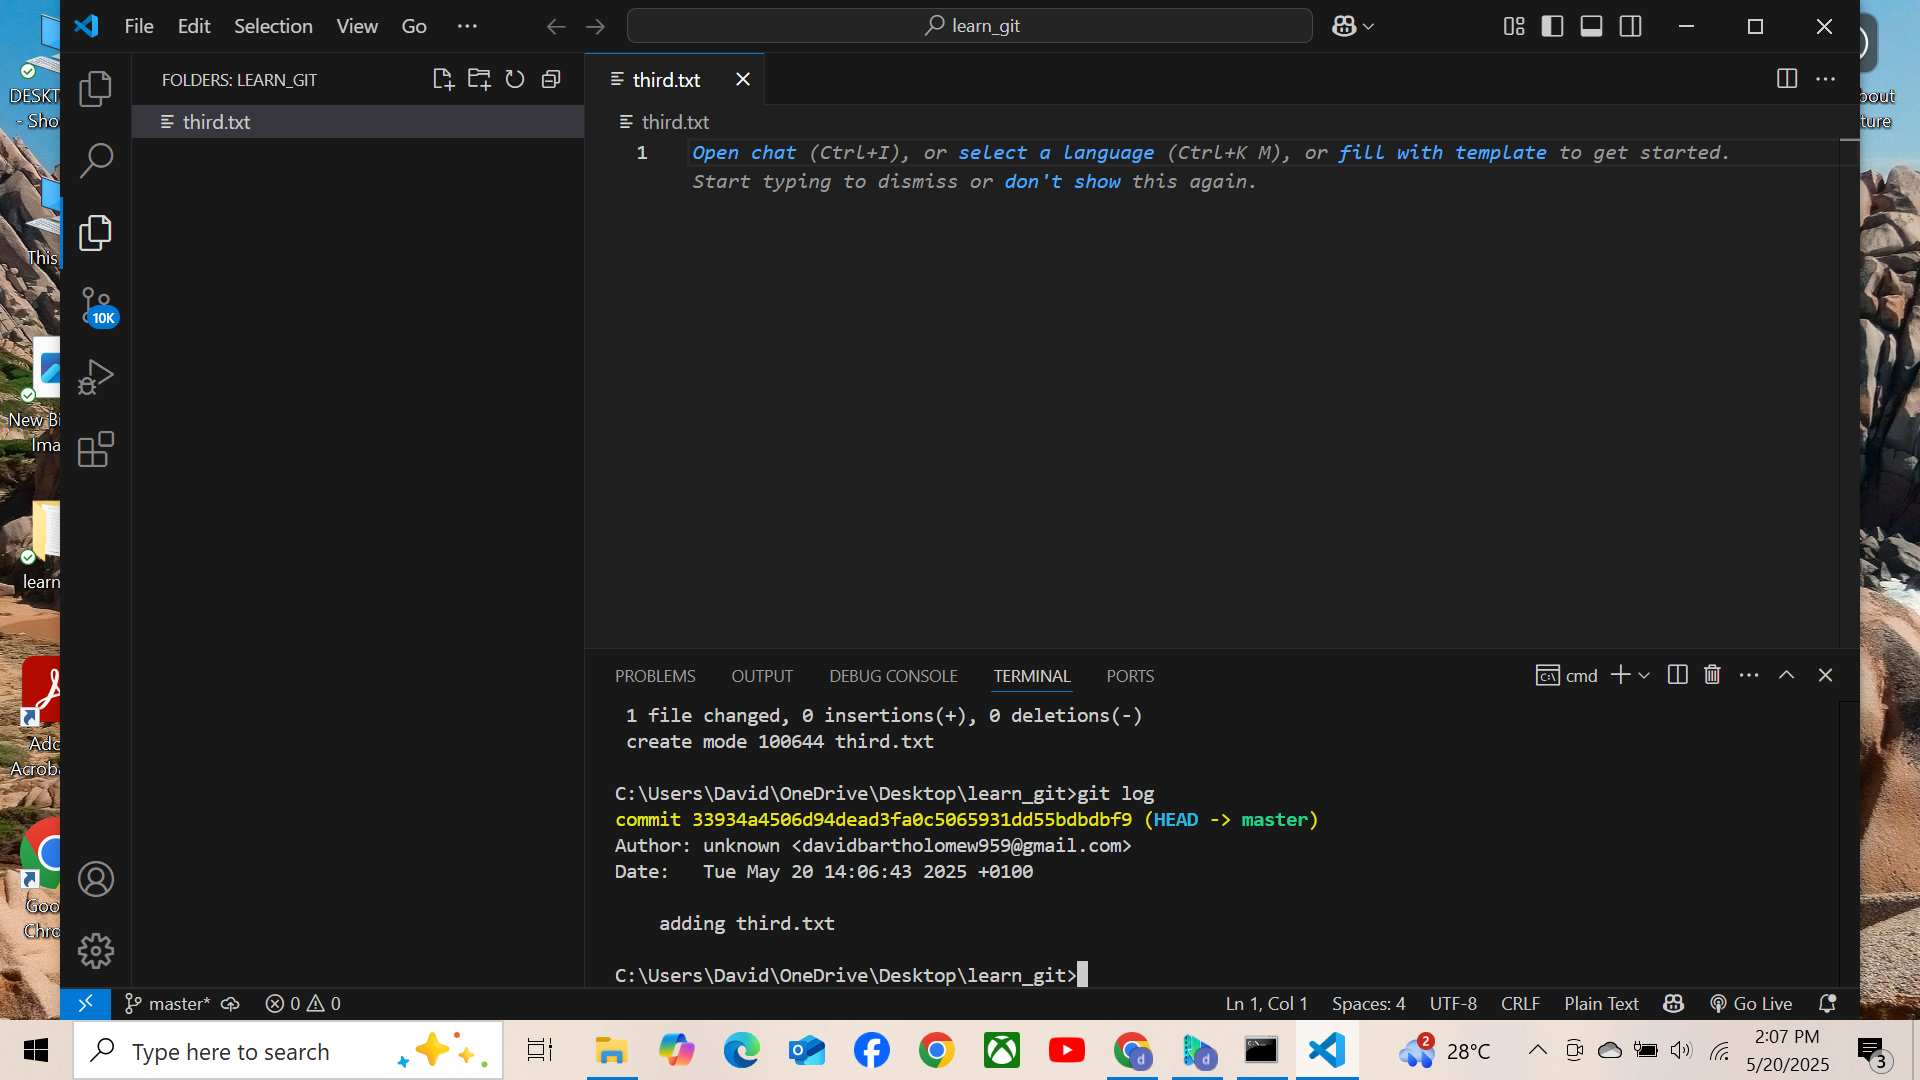 File Edit Selection View Go ···
learn_git
FOLDERS: LEARN_GIT
third.txt
third.txt
third.txt
1 Open chat (Ctrl+I), or select a language (Ctrl+K M), or fill with template to get started.
Start typing to dismiss or don't show this again.
10K
DESKT
- Sho
This
New Bi
Ima
learn
Ado
Acroba
Goo
Chro
bout
ture
PROBLEMS OUTPUT DEBUG CONSOLE TERMINAL PORTS
cmd
1 file changed, 0 insertions(+), 0 deletions(-)
create mode 100644 third.txt
C:\Users\David\OneDrive\Desktop\learn_git>git log
commit 33934a4506d94dead3fa0c5065931dd55bdbdbf9 (HEAD -> master)
Author: unknown <davidbartholomew959@gmail.com>
Date:   Tue May 20 14:06:43 2025 +0100
adding third.txt
C:\Users\David\OneDrive\Desktop\learn_git>
master* 0 0 Ln 1, Col 1 Spaces: 4 UTF-8 CRLF Plain Text Go Live
Type here to search
d
d
2
28°C
2:07 PM
5/20/2025
3